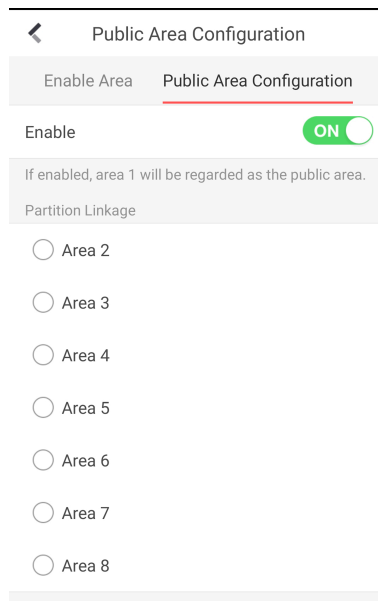 Public Area Configuration
Enable Area Public Area Configuration
Enable ON
If enabled, area 1 will be regarded as the public area.
Partition Linkage
Area 2
Area 3
Area 4
Area 5
Area 6
Area 7
Area 8